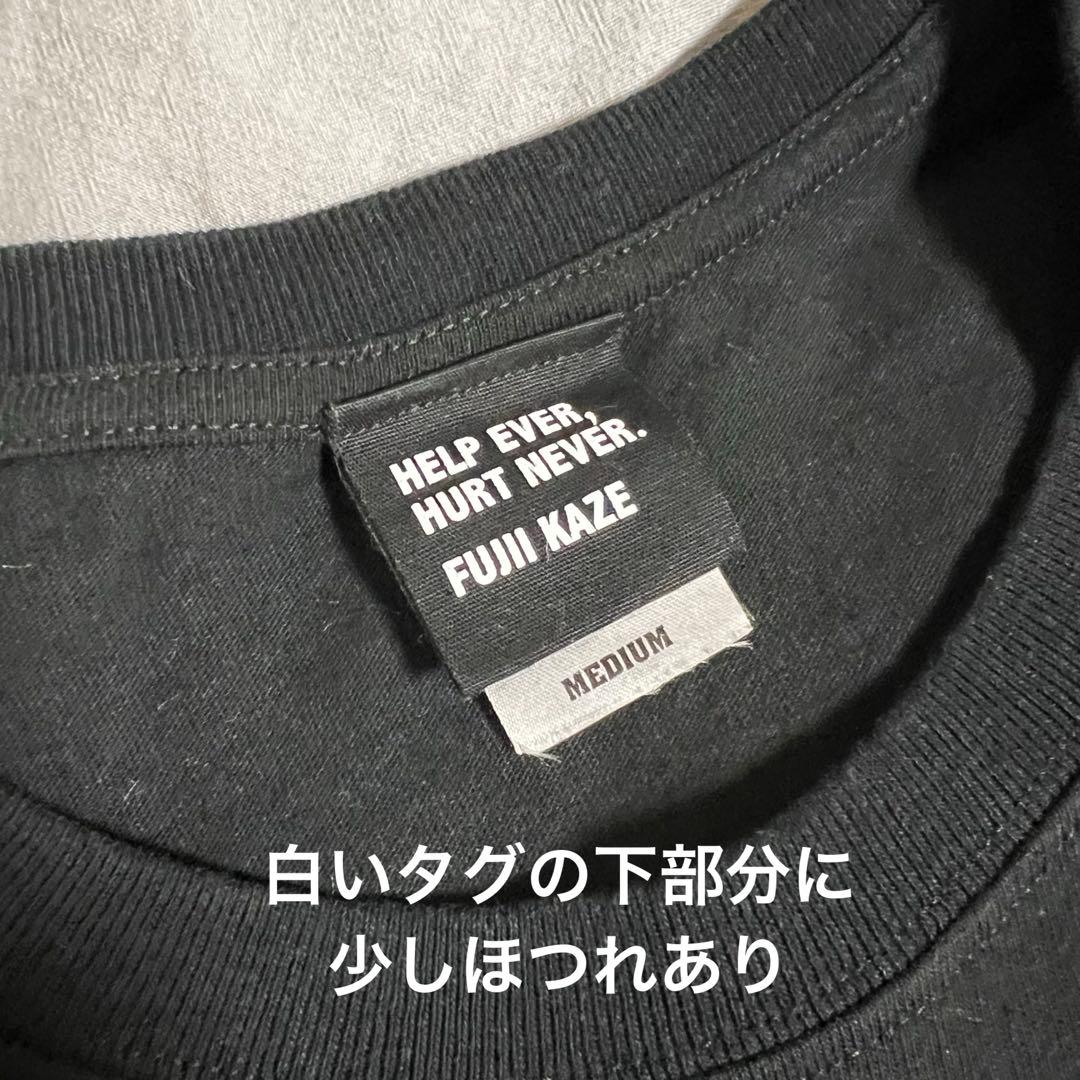 HELP EVER,
HURT NEVER.
FUJII KAZE
MEDIUM
白いタグの下部分に
少しほつれあり